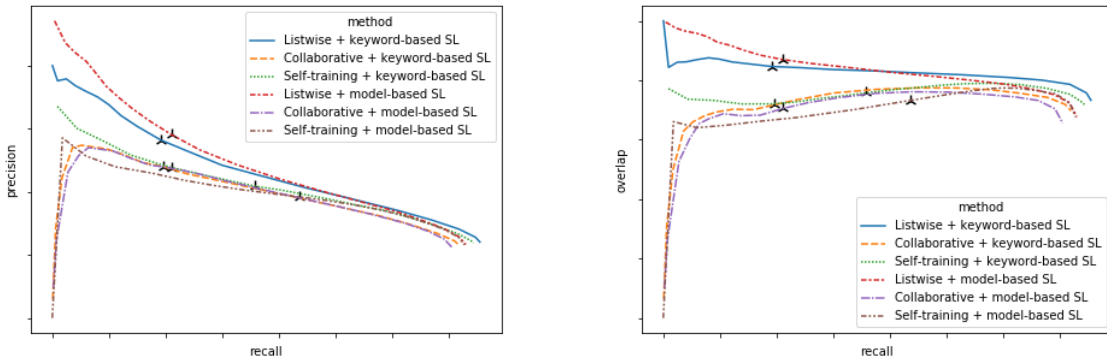 method
Listwise + keyword-based SL
Collaborative + keyword-based SL
Self-training + keyword-based SL
Listwise + model-based SL
Collaborative + model-based SL
Self-training + model-based SL
precision
recall
method
Listwise + keyword-based SL
Collaborative + keyword-based SL
Self-training + keyword-based SL
Listwise + model-based SL
Collaborative + model-based SL
Self-training + model-based SL
overlap
recall